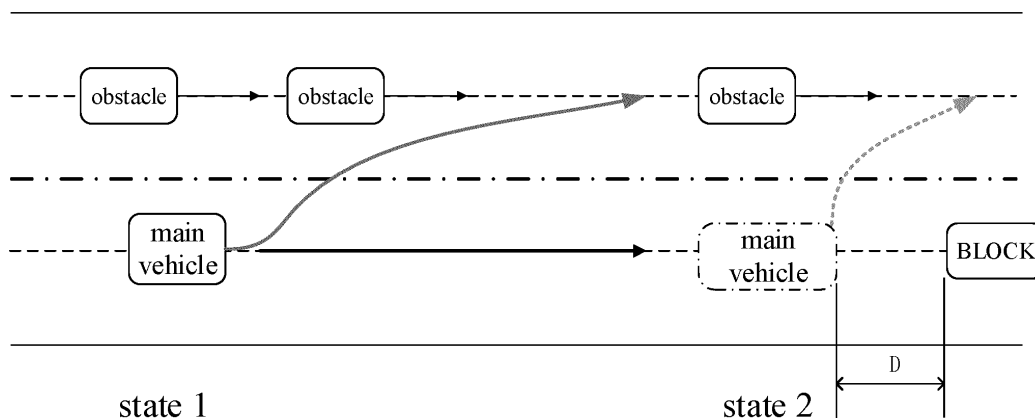 obstacle
obstacle
obstacle
main
vehicle
main
vehicle
BLOCK
D
state 1
state 2